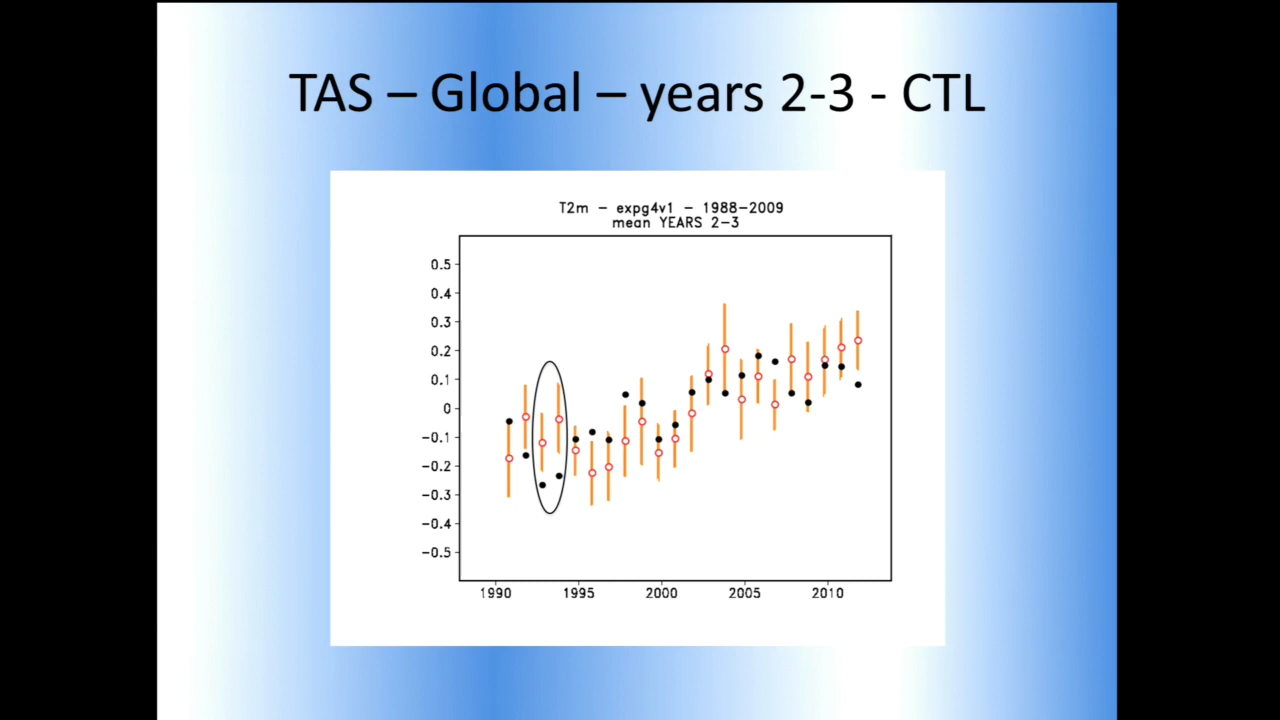 TAS – Global – years 2-3 - CTL
T2m – expg4v1 – 1988–2009
mean YEARS 2–3
0.5
0.4
0.3
0.2
0.1
0
−0.1
−0.2
−0.3
−0.4
−0.5
1990 1995 2000 2005 2010